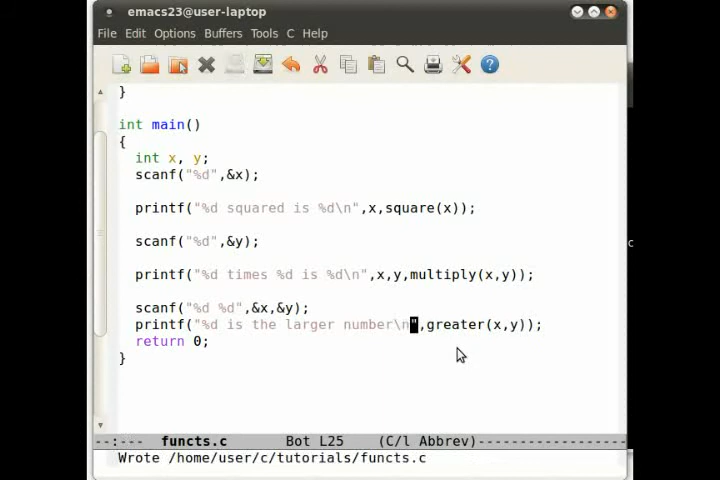 emacs23@user-laptop
File Edit Options Buffers Tools C Help
}
int main()
{
int x, y;
scanf("%d",&x);
printf("%d squared is %d\n",x,square(x));
scanf("%d",&y);
printf("%d times %d is %d\n",x,y,multiply(x,y));
scanf("%d %d",&x,&y);
printf("%d is the larger number\n",greater(x,y));
return 0;
}
--:--- functs.c Bot L25 (C/l Abbrev)------------------
Wrote /home/user/c/tutorials/functs.c
c